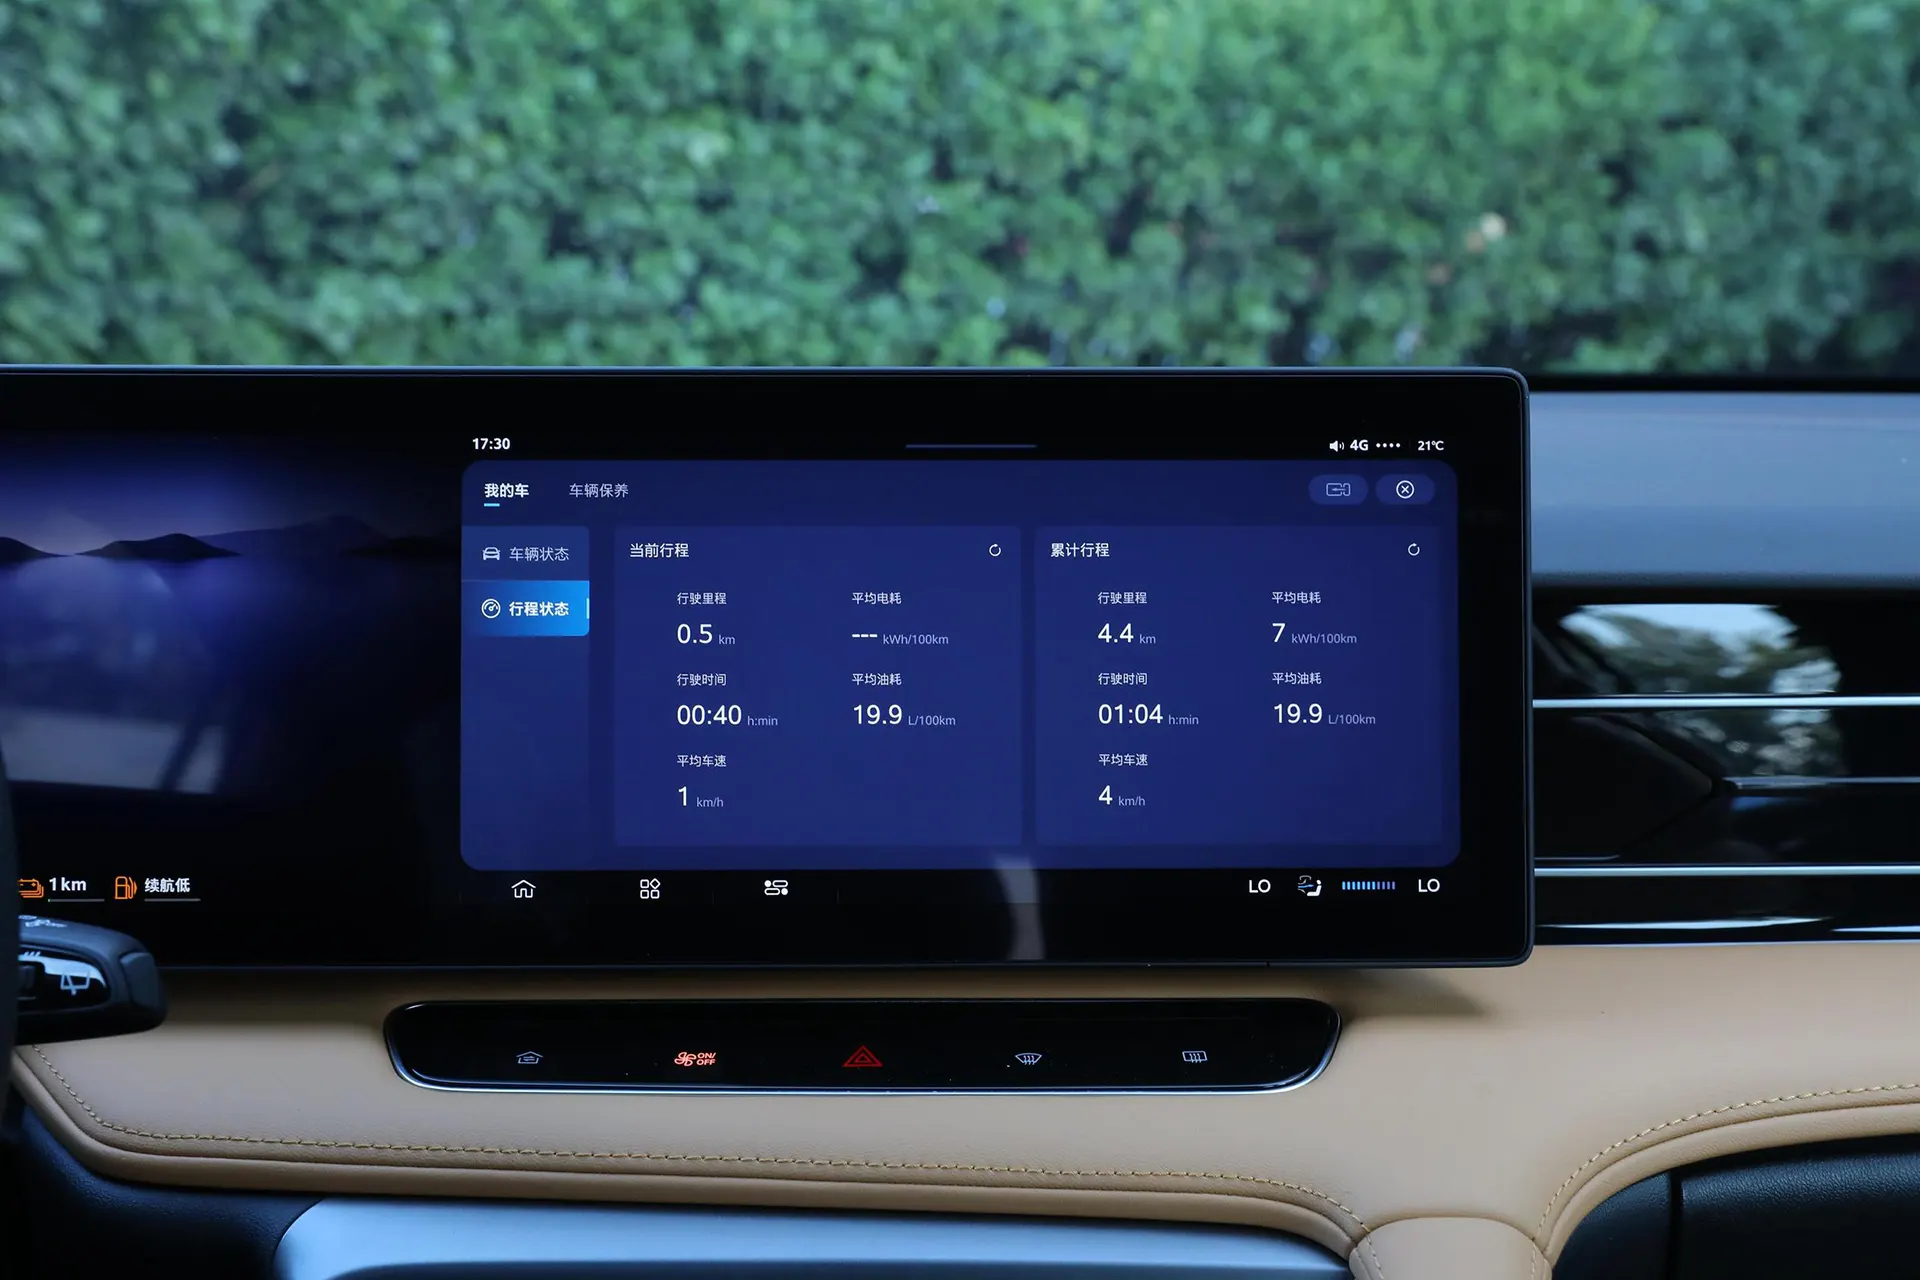 17:30
4G
21℃
我的车
车辆保养
车辆状态
行程状态
当前行程
行驶里程
0.5 km
平均电耗
--- kWh/100km
行驶时间
00:40 h:min
平均油耗
19.9 L/100km
平均车速
1 km/h
累计行程
行驶里程
4.4 km
平均电耗
7 kWh/100km
行驶时间
01:04 h:min
平均油耗
19.9 L/100km
平均车速
4 km/h
1km
续航低
LO
LO
ON/
OFF